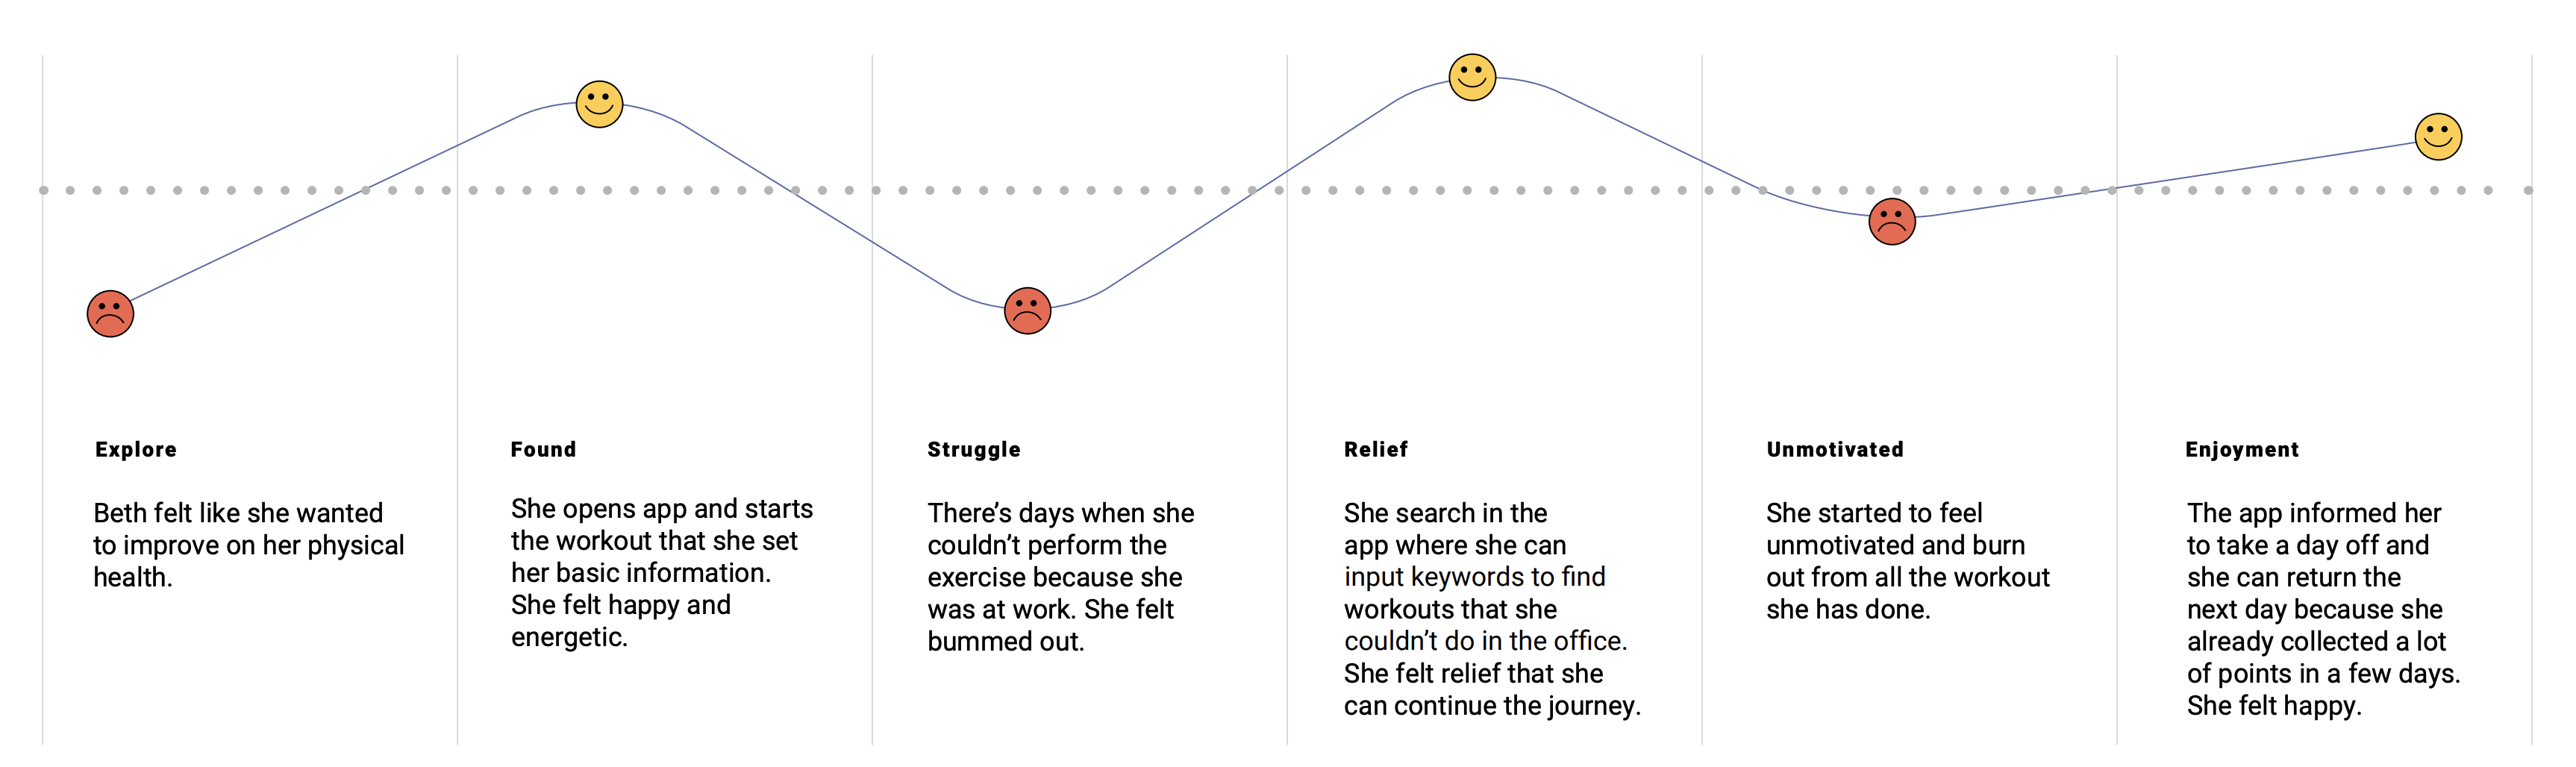 Explore
Beth felt like she wanted
to improve on her physical
health.
Found
She opens app and starts
the workout that she set
her basic information.
She felt happy and
energetic.
Struggle
There’s days when she
couldn’t perform the
exercise because she
was at work. She felt
bummed out.
Relief
She search in the
app where she can
input keywords to find
workouts that she
couldn’t do in the office.
She felt relief that she
can continue the journey.
Unmotivated
She started to feel
unmotivated and burn
out from all the workout
she has done.
Enjoyment
The app informed her
to take a day off and
she can return the
next day because she
already collected a lot
of points in a few days.
She felt happy.